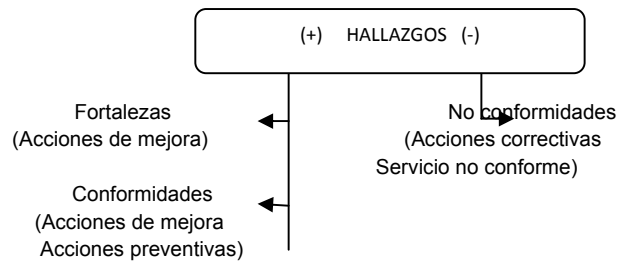 (+) HALLAZGOS (-)
Fortalezas
(Acciones de mejora)
No conformidades
(Acciones correctivas
Servicio no conforme)
Conformidades
(Acciones de mejora
Acciones preventivas)